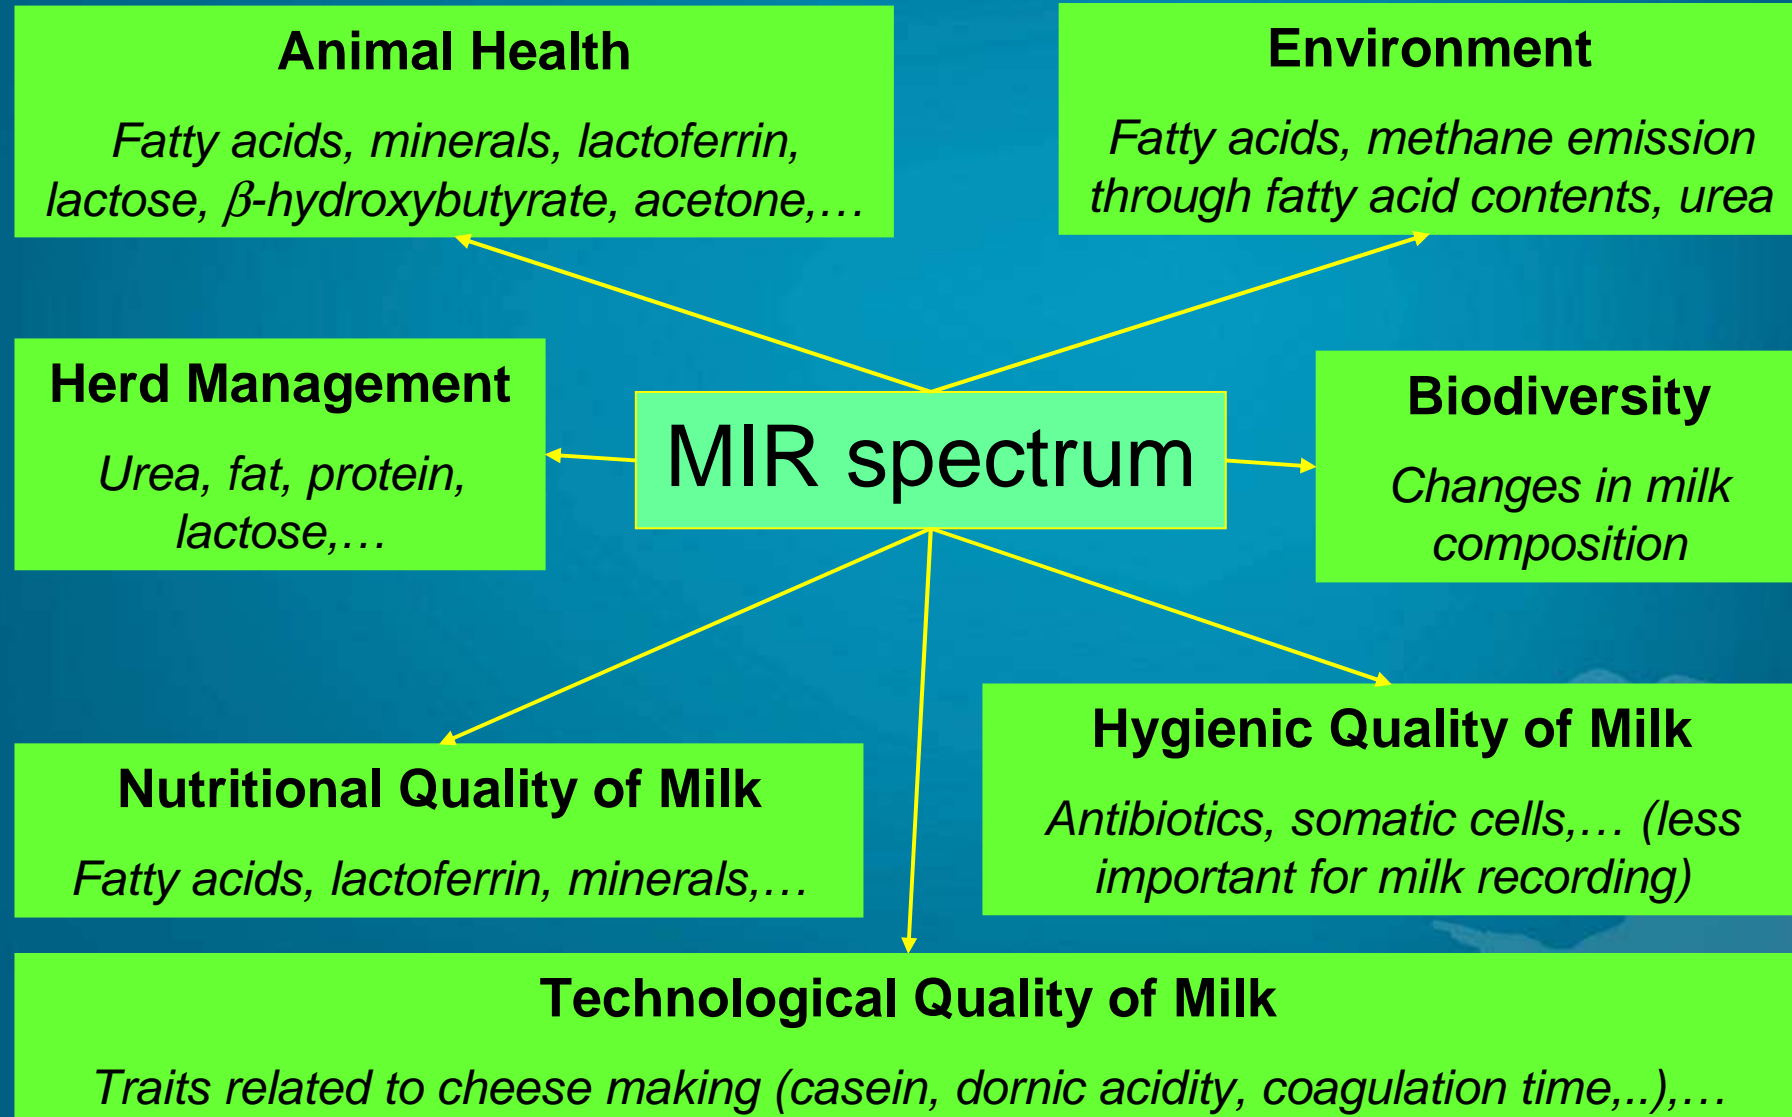 Animal Health
Fatty acids, minerals, lactoferrin,
lactose, β-hydroxybutyrate, acetone,…
Environment
Fatty acids, methane emission
through fatty acid contents, urea
Herd Management
Urea, fat, protein,
lactose,…
MIR spectrum
Biodiversity
Changes in milk
composition
Nutritional Quality of Milk
Fatty acids, lactoferrin, minerals,…
Hygienic Quality of Milk
Antibiotics, somatic cells,… (less
important for milk recording)
Technological Quality of Milk
Traits related to cheese making (casein, dornic acidity, coagulation time,..),…